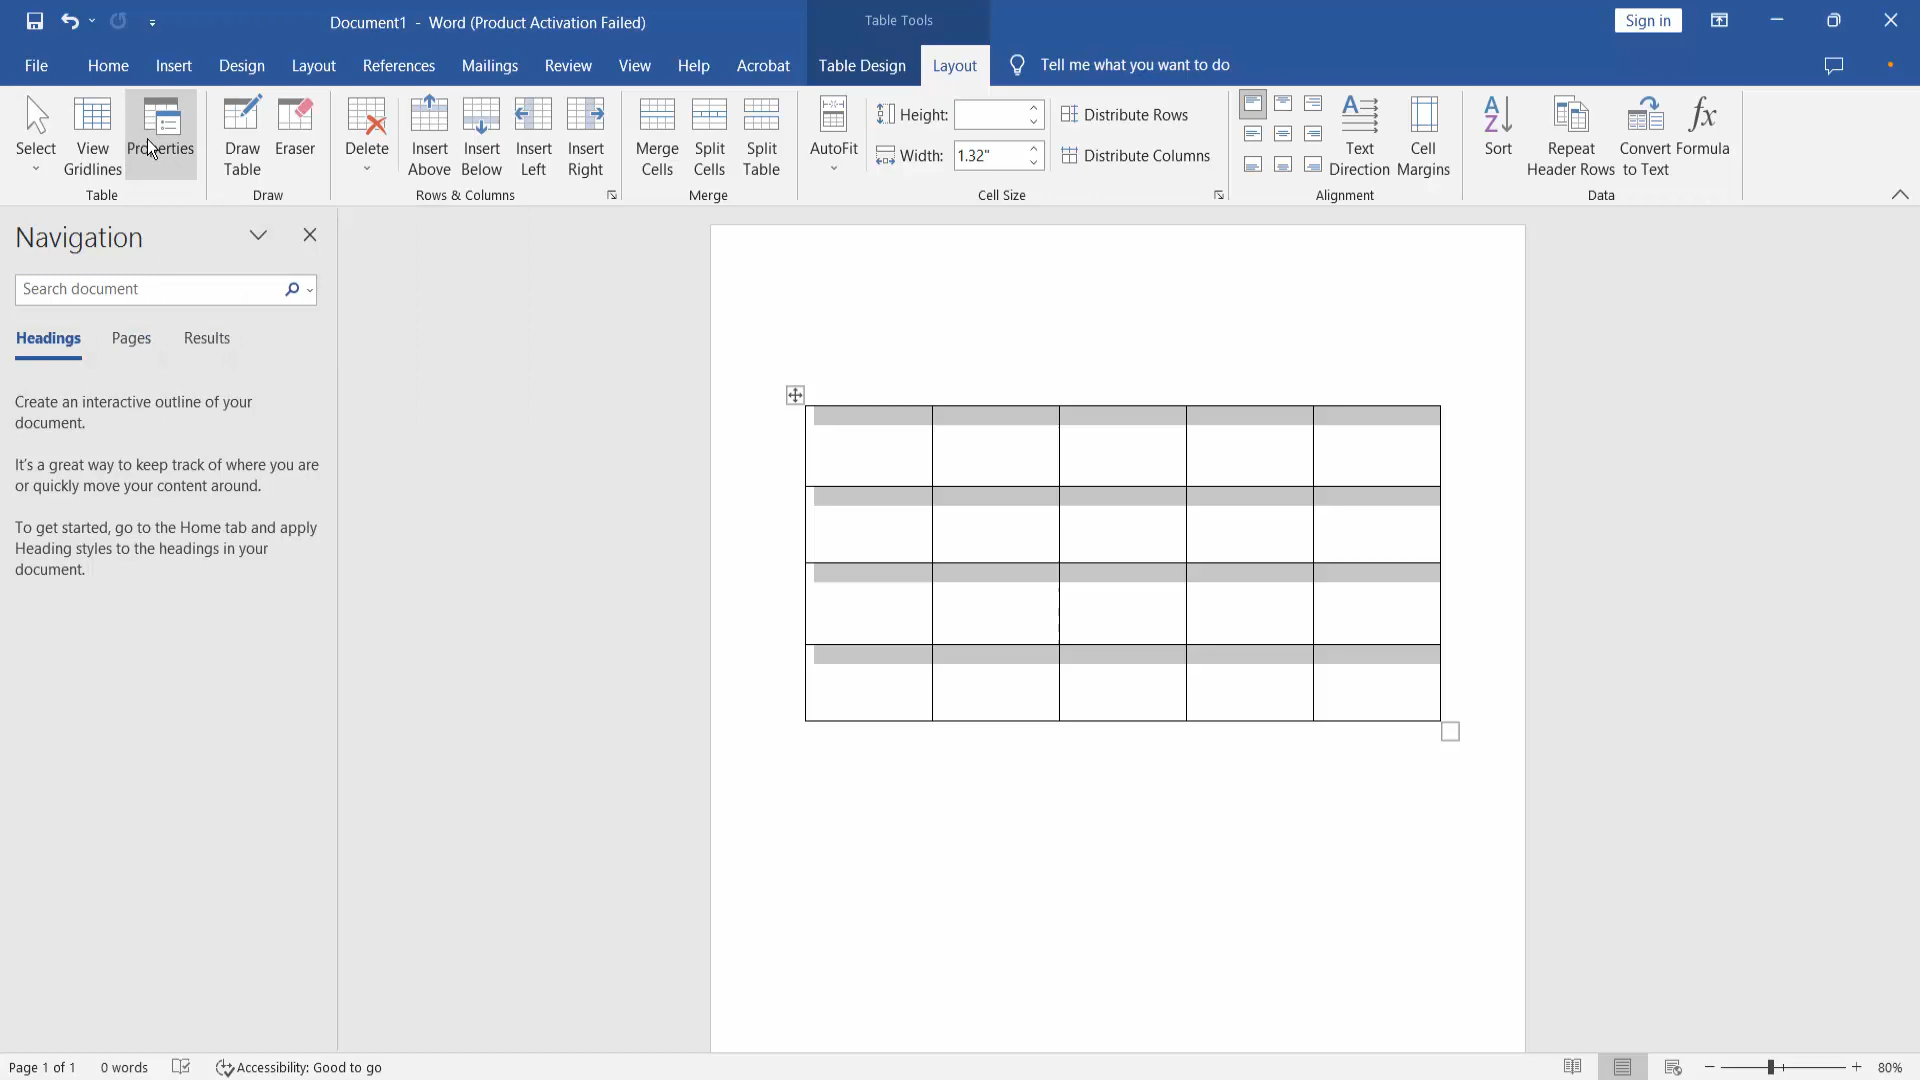 Document1 - Word (Product Activation Failed)
Table Tools
Sign in
File
Home
Insert
Design
Layout
References
Mailings
Review
View
Help
Acrobat
Table Design
Layout
Tell me what you want to do
Select
View
Gridlines
Properties
Table
Draw
Table
Eraser
Draw
Delete
Insert
Above
Insert
Below
Insert
Left
Insert
Right
Rows & Columns
Merge
Cells
Split
Cells
Split
Table
Merge
AutoFit
Height:
Width:
1.32"
Distribute Rows
Distribute Columns
Cell Size
Text
Direction
Cell
Margins
Alignment
A
Z
Sort
Repeat
Header Rows
Convert
to Text
fx
Formula
Data
Navigation
Search document
Headings
Pages
Results
Create an interactive outline of your
document.
It's a great way to keep track of where you are
or quickly move your content around.
To get started, go to the Home tab and apply
Heading styles to the headings in your
document.
Page 1 of 1
0 words
Accessibility: Good to go
80%